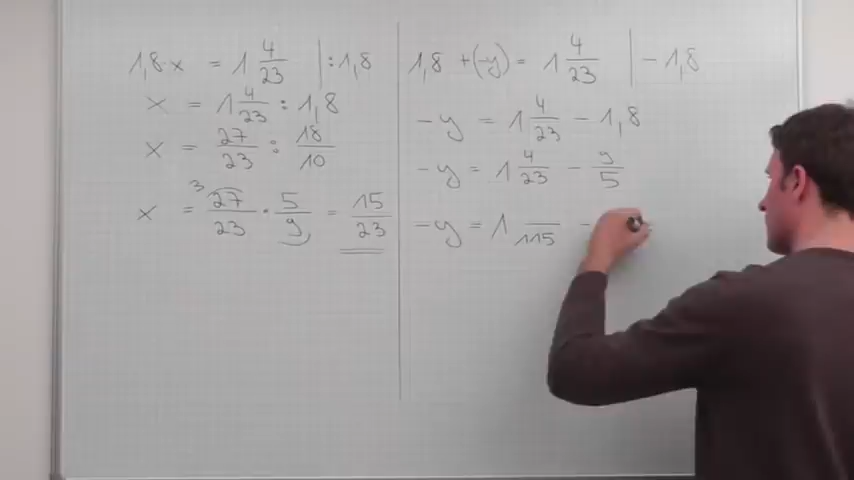 1,8 · x = 1 4/23 | : 1,8
x = 1 4/23 : 1,8
x = 27/23 : 18/10
x = ³27/23 · 5/9 = 15/23
1,8 + (-y) = 1 4/23 | - 1,8
-y = 1 4/23 - 1,8
-y = 1 4/23 - 9/5
-y = 1 /115 -